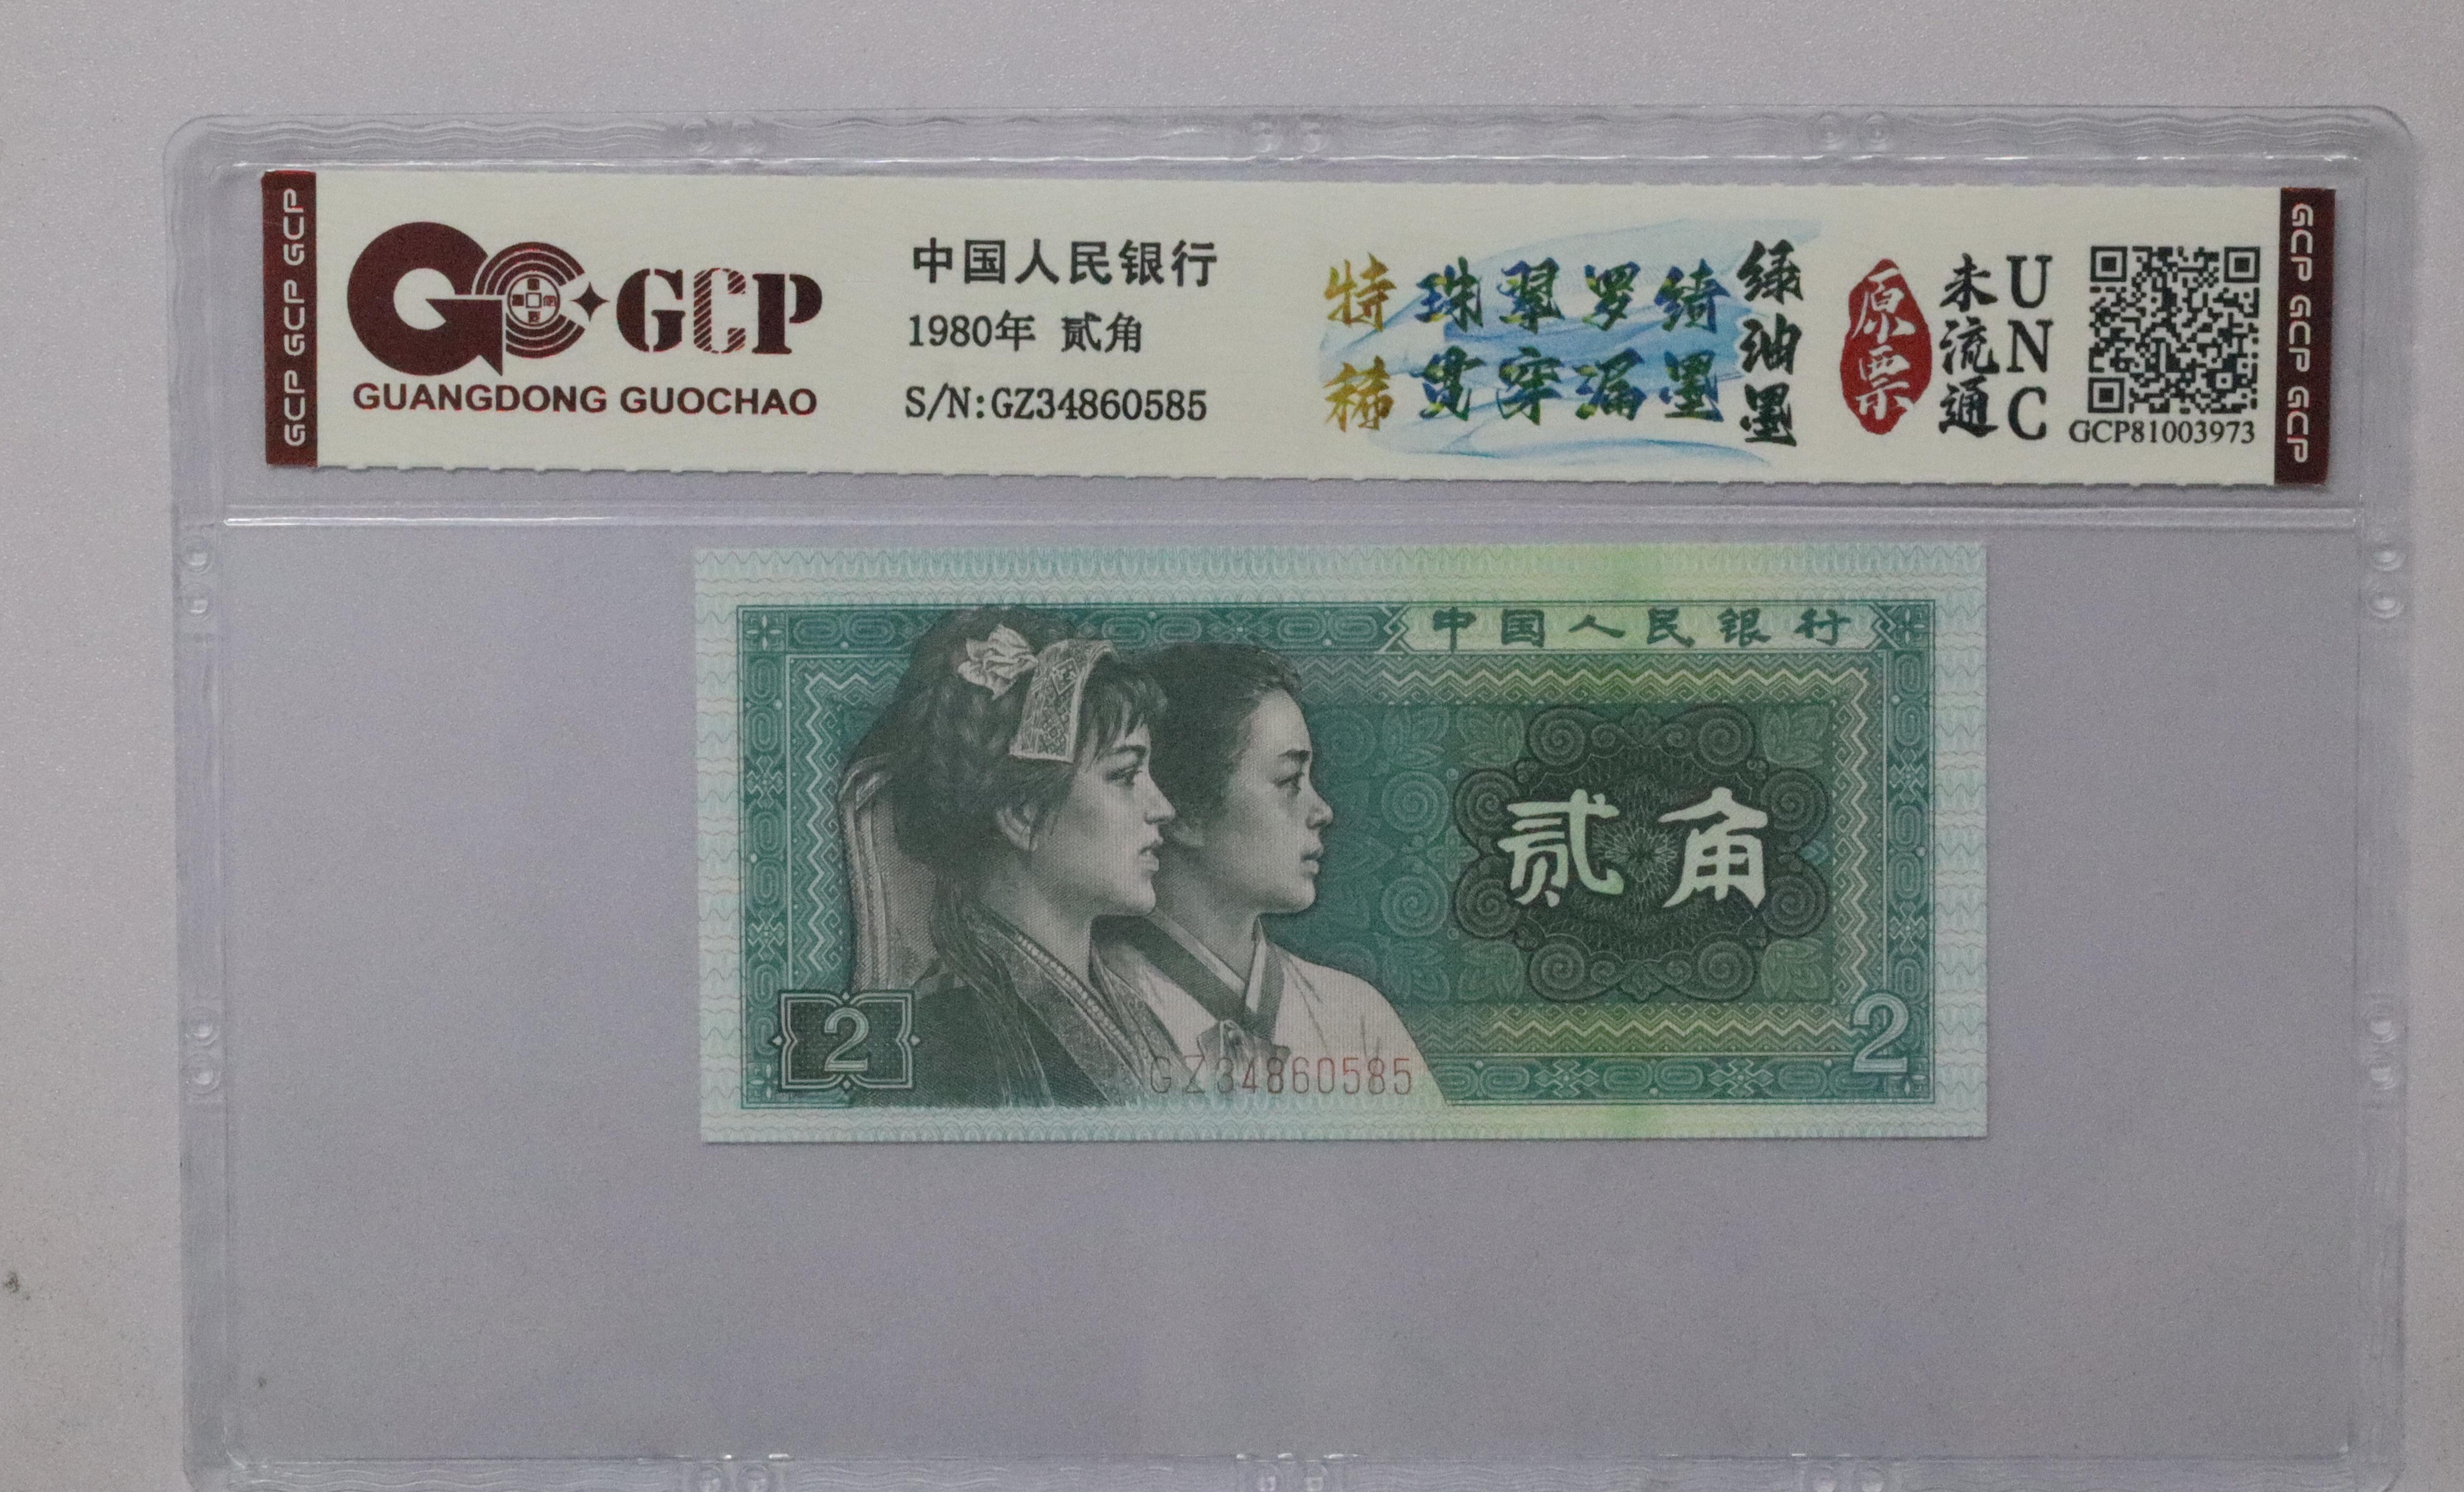 GCP GCP GCP
GCP
GUANGDONG GUOCHAO
中国人民银行
1980年 贰角
S/N:GZ34860585
特稀
珠翠罗绮
贯穿漏墨
绿油墨
原票
未流通
UNC
GCP81003973
GCP GCP GCP
中国人民银行
贰角
2
GZ34860585
2